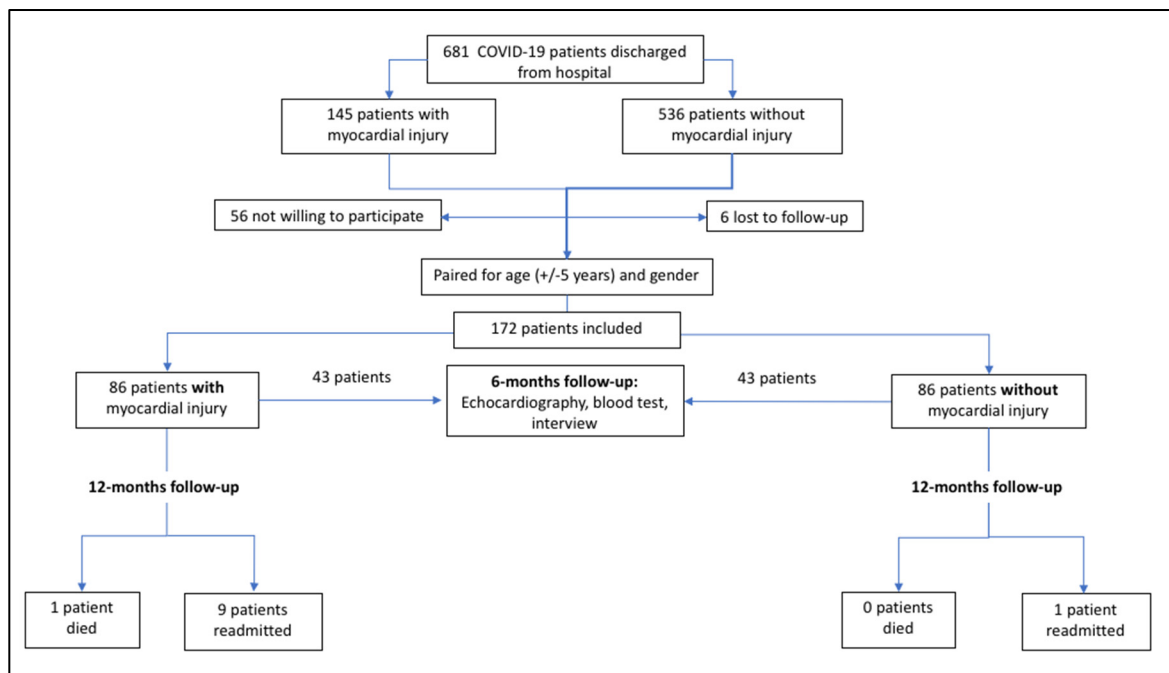 681 COVID-19 patients discharged
from hospital
145 patients with
myocardial injury
536 patients without
myocardial injury
56 not willing to participate
6 lost to follow-up
Paired for age (+/-5 years) and gender
172 patients included
86 patients with
myocardial injury
43 patients
6-months follow-up:
Echocardiography, blood test,
interview
43 patients
86 patients without
myocardial injury
12-months follow-up
12-months follow-up
1 patient
died
9 patients
readmitted
0 patients
died
1 patient
readmitted